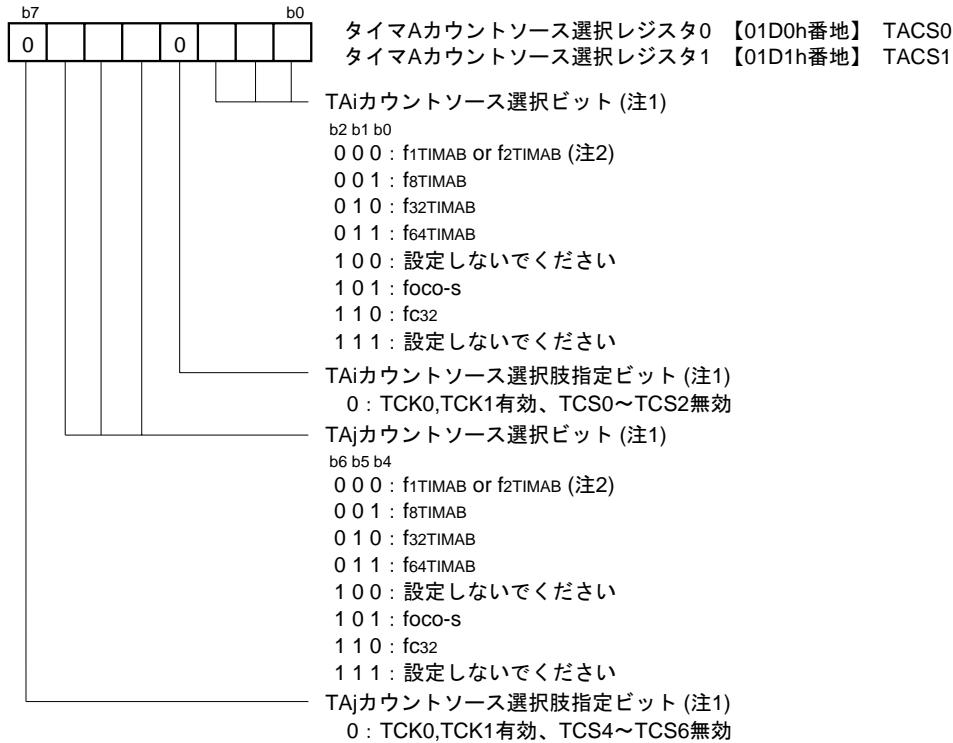 b7 b0
0 0
タイマAカウントソース選択レジスタ0 【01D0h番地】 TACS0
タイマAカウントソース選択レジスタ1 【01D1h番地】 TACS1
TAiカウントソース選択ビット (注1)
b2 b1 b0
0 0 0 : f1TIMAB or f2TIMAB (注2)
0 0 1 : f8TIMAB
0 1 0 : f32TIMAB
0 1 1 : f64TIMAB
1 0 0 : 設定しないでください
1 0 1 : foco-s
1 1 0 : fc32
1 1 1 : 設定しないでください
TAiカウントソース選択肢指定ビット (注1)
0 : TCK0,TCK1有効、TCS0～TCS2無効
TAjカウントソース選択ビット (注1)
b6 b5 b4
0 0 0 : f1TIMAB or f2TIMAB (注2)
0 0 1 : f8TIMAB
0 1 0 : f32TIMAB
0 1 1 : f64TIMAB
1 0 0 : 設定しないでください
1 0 1 : foco-s
1 1 0 : fc32
1 1 1 : 設定しないでください
TAjカウントソース選択肢指定ビット (注1)
0 : TCK0,TCK1有効、TCS4～TCS6無効